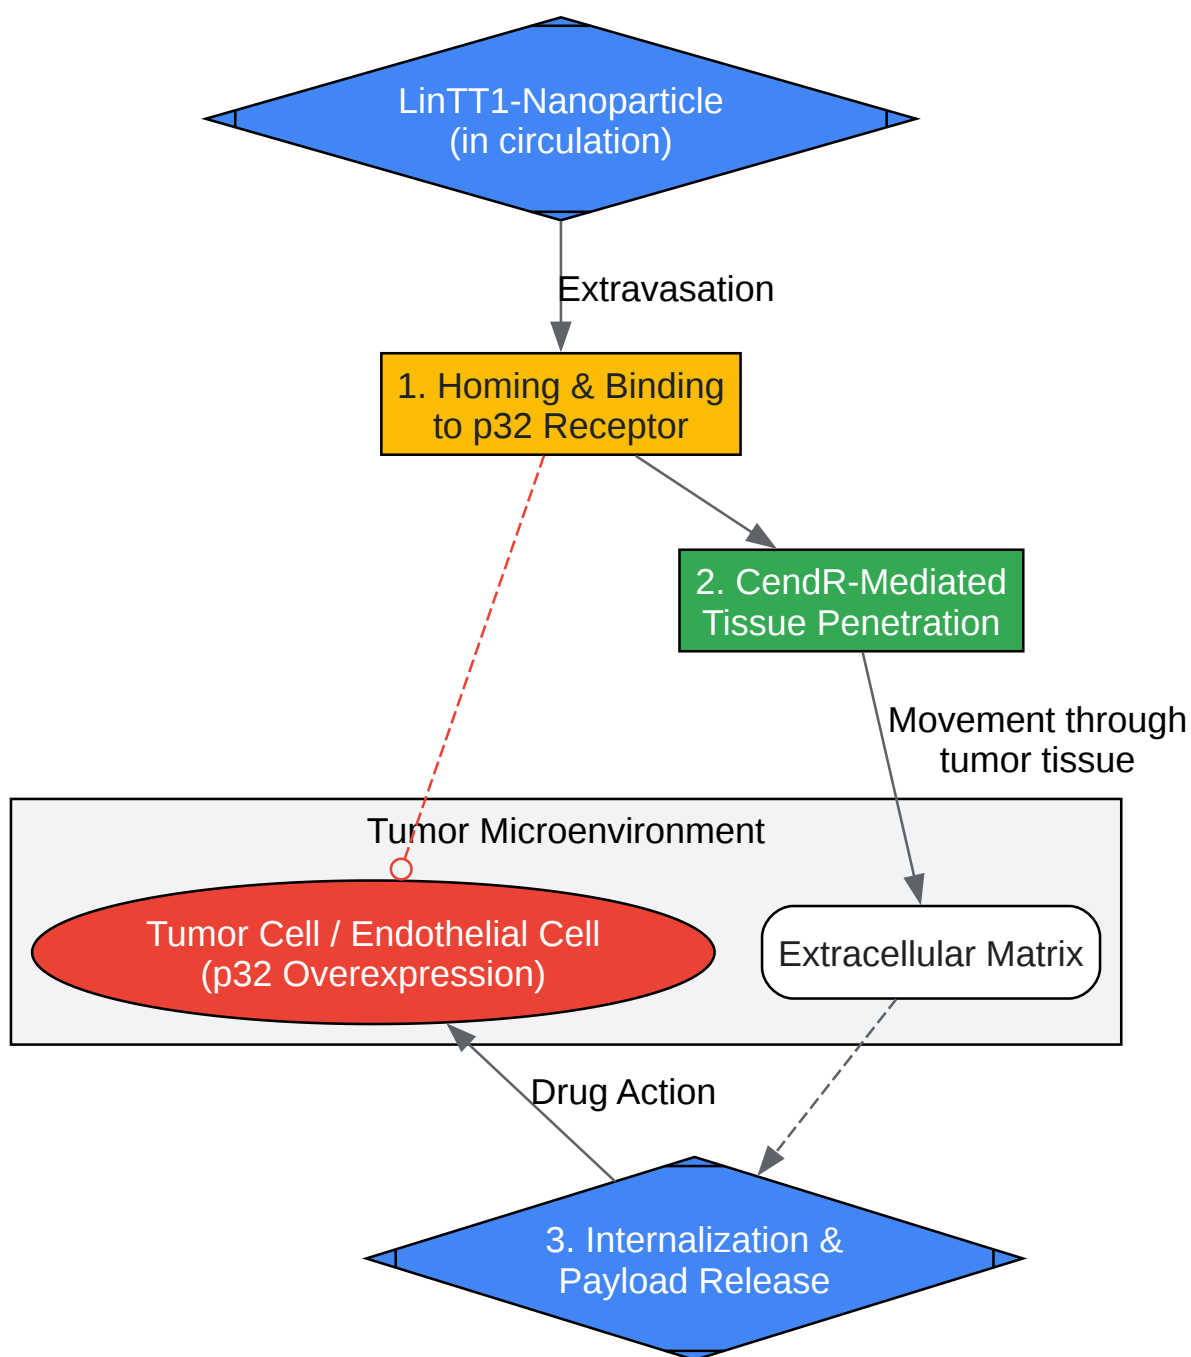 LinTT1-Nanoparticle
(in circulation)
Extravasation
1. Homing & Binding
to p32 Receptor
2. CendR-Mediated
Tissue Penetration
Movement through
tumor tissue
Tumor Microenvironment
Tumor Cell / Endothelial Cell
(p32 Overexpression)
Extracellular Matrix
Drug Action
3. Internalization &
Payload Release